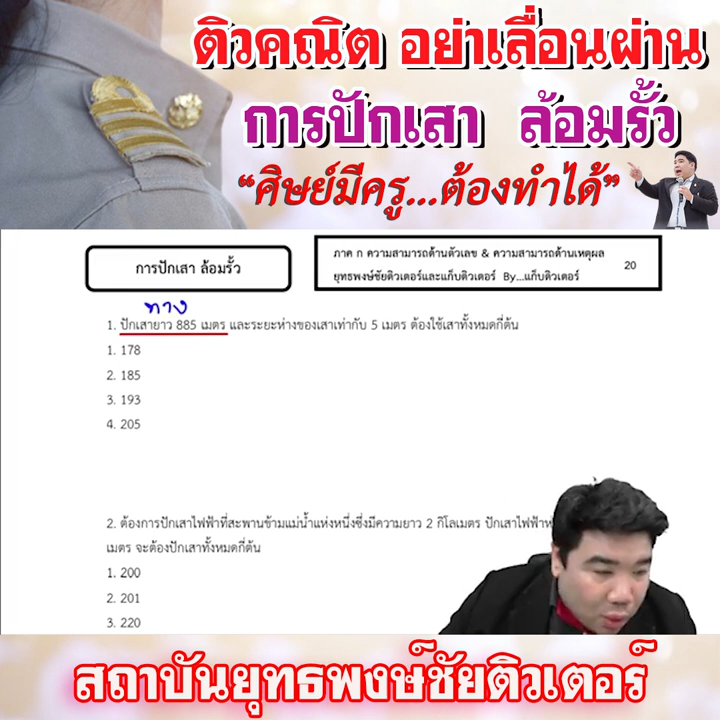 ติวคณิต อย่าเลื่อนผ่าน
การปักเสา ล้อมรั้ว
“ศิษย์มีครู...ต้องทำได้”
การปักเสา ล้อมรั้ว
ภาค ก ความสามารถด้านตัวเลข & ความสามารถด้านเหตุผล
ยุทธพงษ์ชัยติวเตอร์และแก็บติวเตอร์ By...แก็บติวเตอร์
20
ทาง
1. ปักเสายาว 885 เมตร และระยะห่างของเสาเท่ากับ 5 เมตร ต้องใช้เสาทั้งหมดกี่ต้น
1. 178
2. 185
3. 193
4. 205
2. ต้องการปักเสาไฟฟ้าที่สะพานข้ามแม่น้ำแห่งหนึ่งซึ่งมีความยาว 2 กิโลเมตร ปักเสาไฟฟ้า
เมตร จะต้องปักเสาทั้งหมดกี่ต้น
1. 200
2. 201
3. 220
สถาบันยุทธพงษ์ชัยติวเตอร์